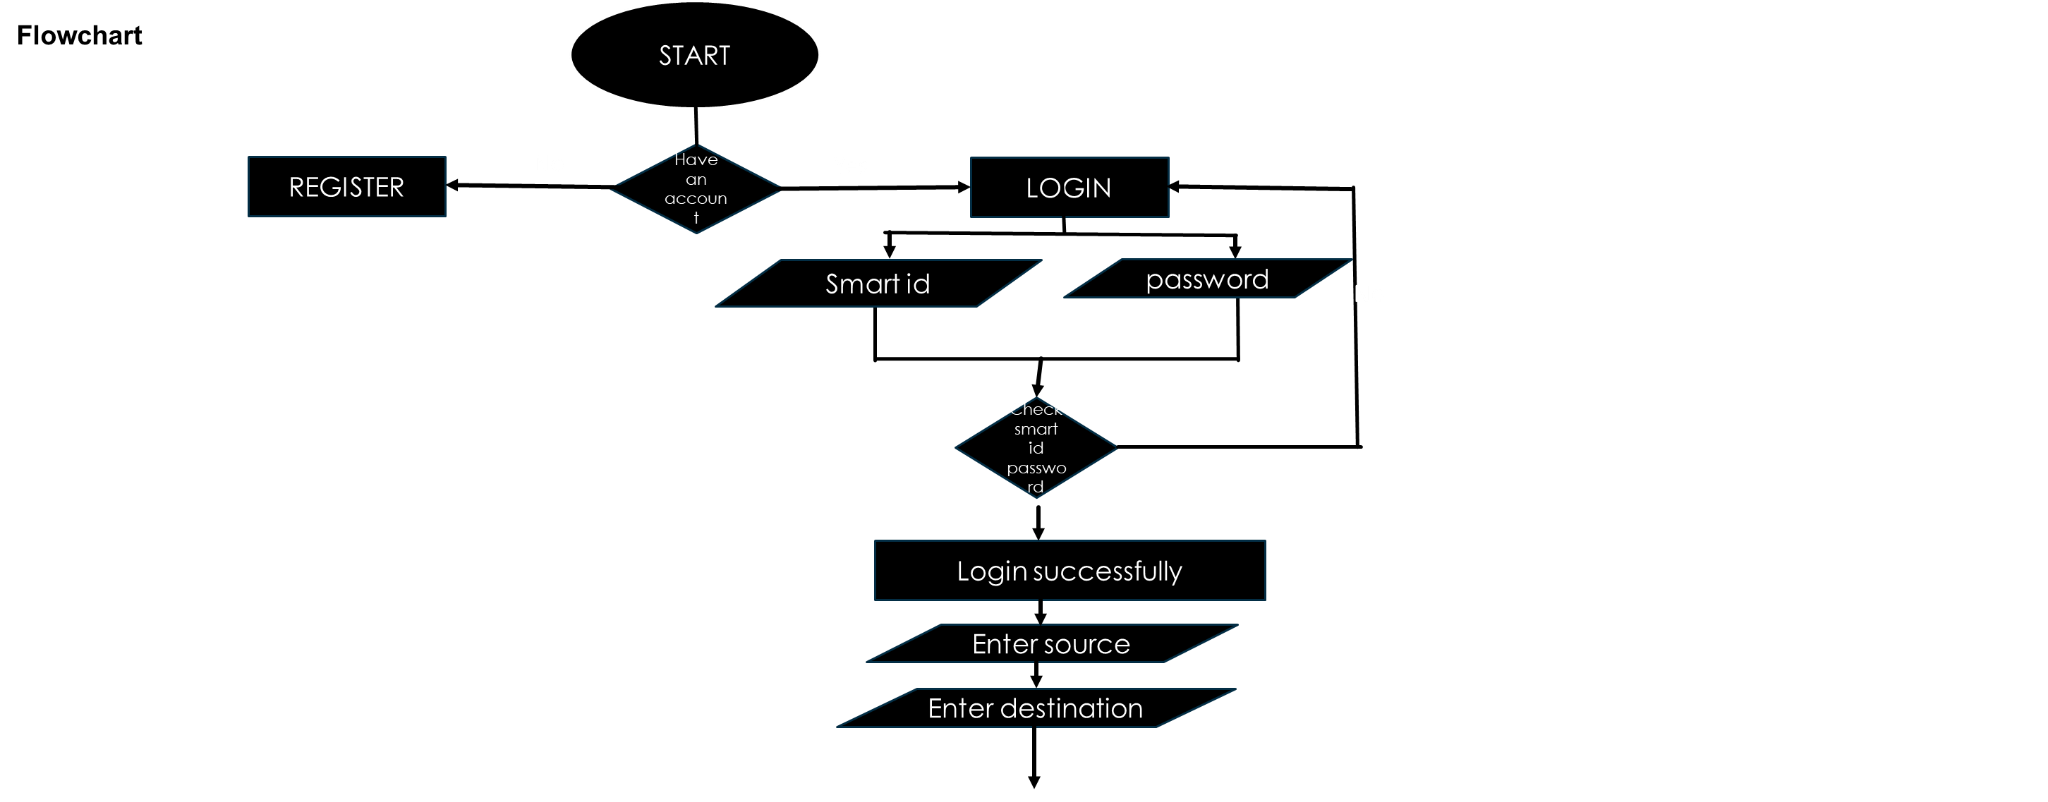 Flowchart
START
Have
an
accoun
t
REGISTER
LOGIN
Smart id
password
Check
smart
id
passwo
rd
Login successfully
Enter source
Enter destination